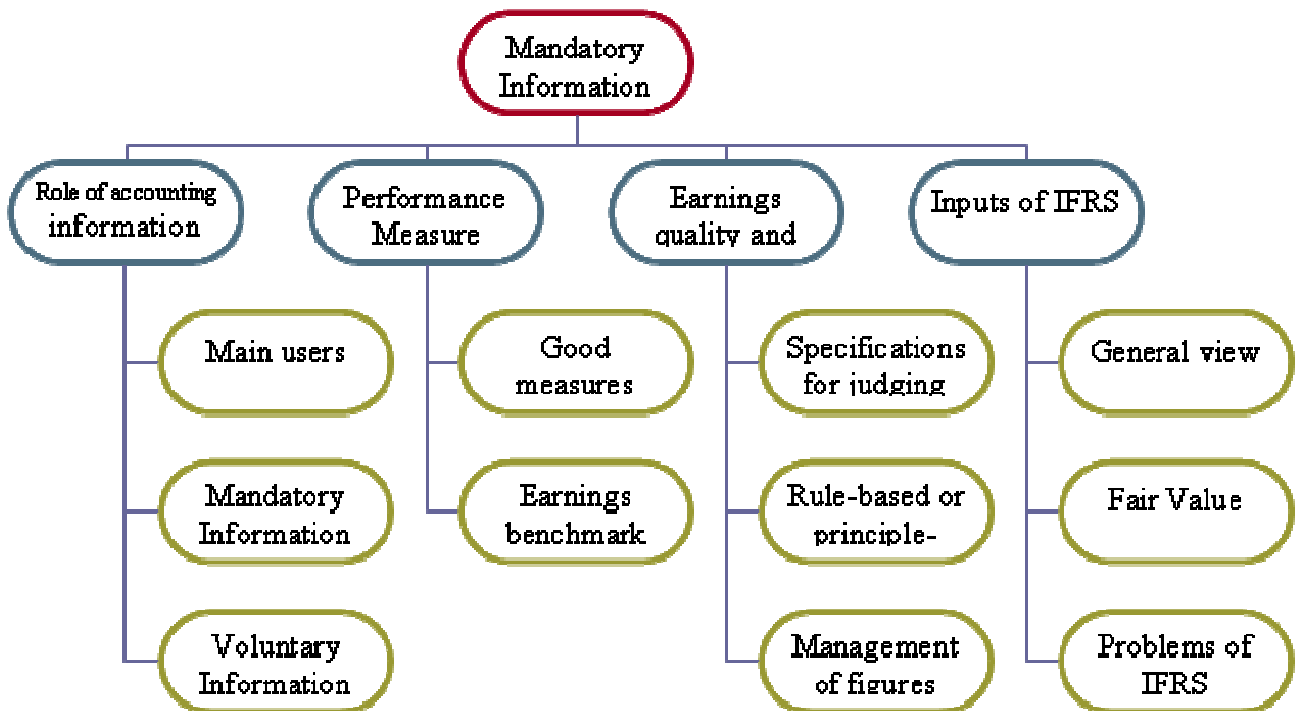 Mandatory
Information
Role of accounting
information
Performance
Measure
Earnings
quality and
Inputs of IFRS
Main users
Good
measures
Specifications
for judging
General view
Mandatory
Information
Earnings
benchmark
Rule-based or
principle-
Fair Value
Voluntary
Information
Management
of figures
Problems of
IFRS